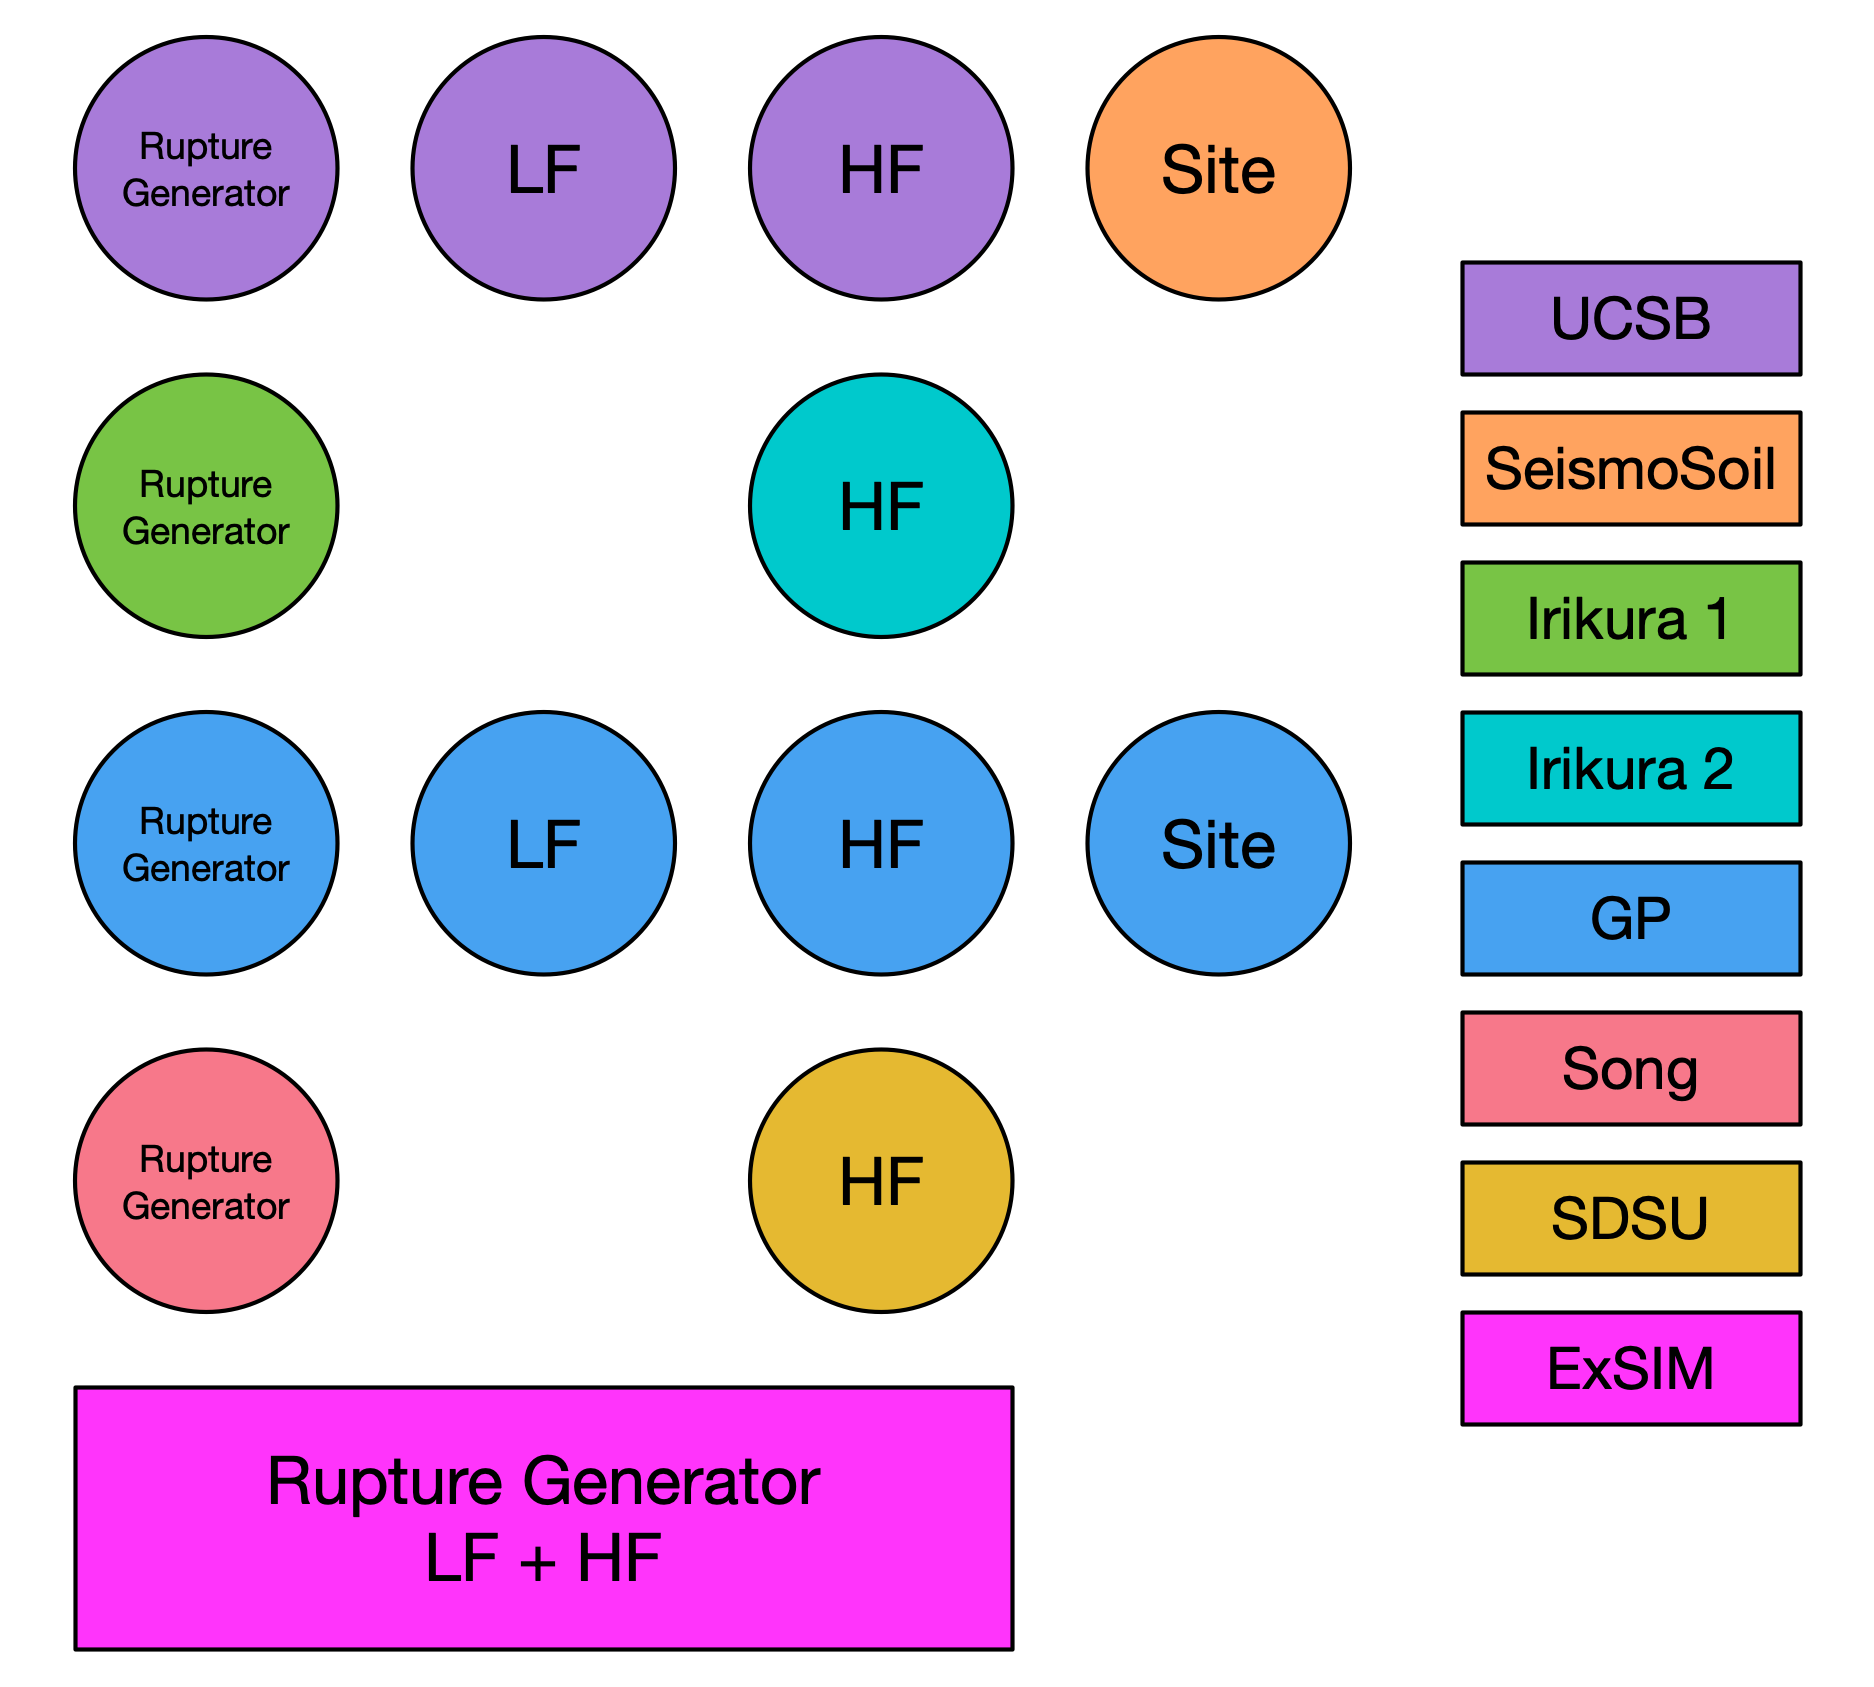 Rupture
Generator
LF
HF
Site
Rupture
Generator
HF
Rupture
Generator
LF
HF
Site
Rupture
Generator
HF
Rupture Generator
LF + HF
UCSB
SeismoSoil
Irikura 1
Irikura 2
GP
Song
SDSU
ExSIM